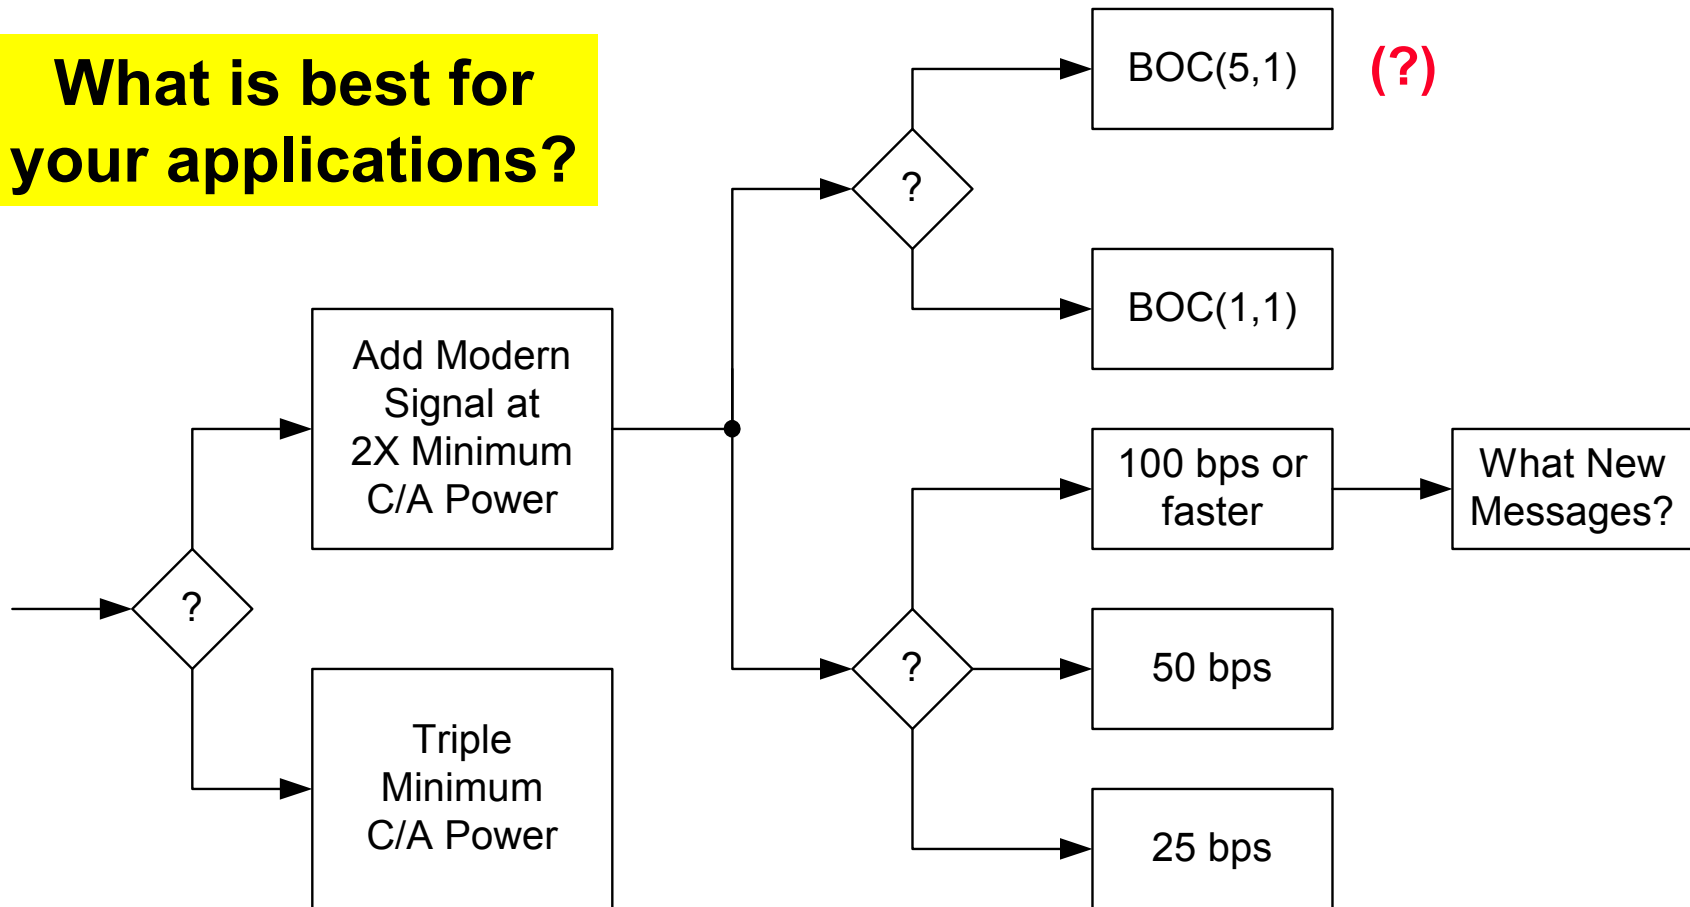 What is best for
your applications?
BOC(5,1)
(?)
?
BOC(1,1)
Add Modern
Signal at
2X Minimum
C/A Power
100 bps or
faster
What New
Messages?
?
?
50 bps
Triple
Minimum
C/A Power
25 bps